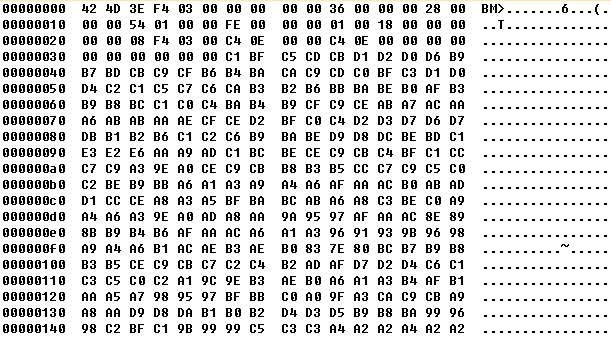 00000000 42 4D 3E F4 03 00 00 00 00 00 36 00 00 00 28 00 BM>.......6...(.
00000010 00 00 54 01 00 00 FE 00 00 00 01 00 18 00 00 00 ..T.............
00000020 00 00 08 F4 03 00 C4 0E 00 00 C4 0E 00 00 00 00 ................
00000030 00 00 00 00 00 00 C1 BF C5 CD CB D1 D2 D0 D6 B9 ................
00000040 B7 BD CB C9 CF B6 B4 BA CA C9 CD C0 BF C3 D1 D0 ................
00000050 D4 C2 C1 C5 C7 C6 CA B3 B2 B6 BB BA BE B0 AF B3 ................
00000060 B9 B8 BC C1 C0 C4 BA B4 B9 CF C9 CE AB A7 AC AA ................
00000070 A6 AB AB AA AE CF CE D2 BF C0 C4 D2 D3 D7 D6 D7 ................
00000080 DB B1 B2 B6 C1 C2 C6 B9 BA BE D9 D8 DC BE BD C1 ................
00000090 E3 E2 E6 AA A9 AD C1 BC BE CE C9 CB C4 BF C1 CC ................
000000a0 C7 C9 A3 9E A0 CE C9 CB B8 B3 B5 CC C7 C9 C5 C0 ................
000000b0 C2 BE B9 BB A6 A1 A3 A9 A4 A6 AF AA AC B0 AB AD ................
000000c0 D1 CC CE A8 A3 A5 BF BA BC AB A6 A8 C3 BE C0 A9 ................
000000d0 A4 A6 A3 9E A0 AD A8 AA 9A 95 97 AF AA AC 8E 89 ................
000000e0 8B B9 B4 B6 AF AA AC A6 A1 A3 96 91 93 9B 96 98 ................
000000f0 A9 A4 A6 B1 AC AE B3 AE B0 83 7E 80 BC B7 B9 B8 ..........~.....
00000100 B3 B5 CE C9 CB C7 C2 C4 B2 AD AF D7 D2 D4 C6 C1 ................
00000110 C3 C5 C0 C2 A1 9C 9E B3 AE B0 A6 A1 A3 B4 AF B1 ................
00000120 AA A5 A7 98 95 97 BF BB C0 A0 9F A3 CA C9 CB A9 ................
00000130 A8 AA D9 D8 DA B1 B0 B2 D4 D3 D5 B9 B8 BA 99 96 ................
00000140 98 C2 BF C1 9B 99 99 C5 C3 C3 A4 A2 A2 A4 A2 A2 ................